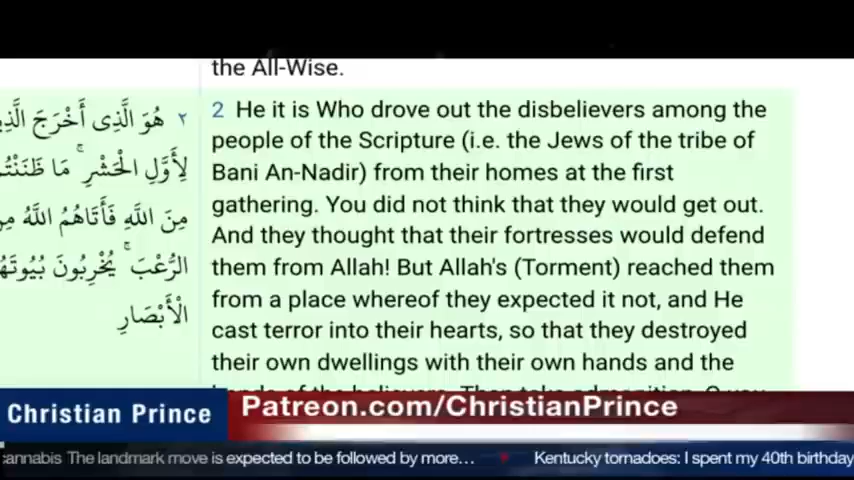 the All-Wise.
٢ هُوَ الَّذِى أَخْرَجَ
لِأَوَّلِ الْحَشْرِ ۚ مَا ظَنَنْتُمْ
مِنَ اللَّهِ فَأَتَاهُمُ اللَّهُ
الرُّعْبَ ۚ يُخْرِبُونَ
الْأَبْصَارِ
2 He it is Who drove out the disbelievers among the
people of the Scripture (i.e. the Jews of the tribe of
Bani An-Nadir) from their homes at the first
gathering. You did not think that they would get out.
And they thought that their fortresses would defend
them from Allah! But Allah's (Torment) reached them
from a place whereof they expected it not, and He
cast terror into their hearts, so that they destroyed
their own dwellings with their own hands and the
Christian Prince
Patreon.com/ChristianPrince
The landmark move is expected to be followed by more...
Kentucky tornadoes: I spent my 40th birthday